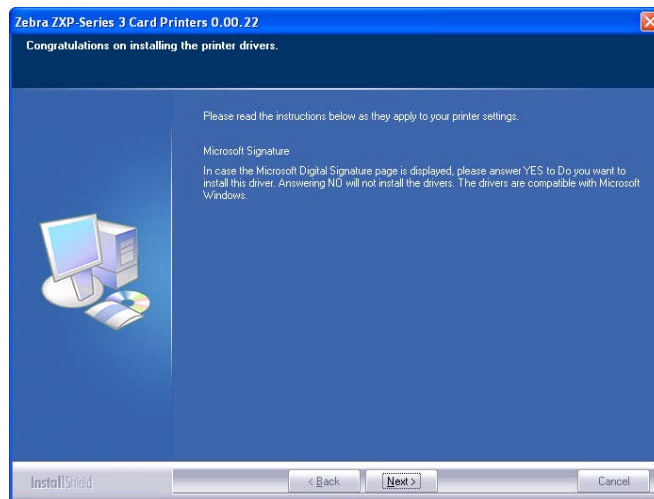 Zebra ZXP-Series 3 Card Printers 0.00.22
Congratulations on installing the printer drivers.
Please read the instructions below as they apply to your printer settings.
Microsoft Signature
In case the Microsoft Digital Signature page is displayed, please answer YES to Do you want to
install this driver. Answering NO will not install the drivers. The drivers are compatible with Microsoft
Windows.
InstallShield
< Back
Next >
Cancel